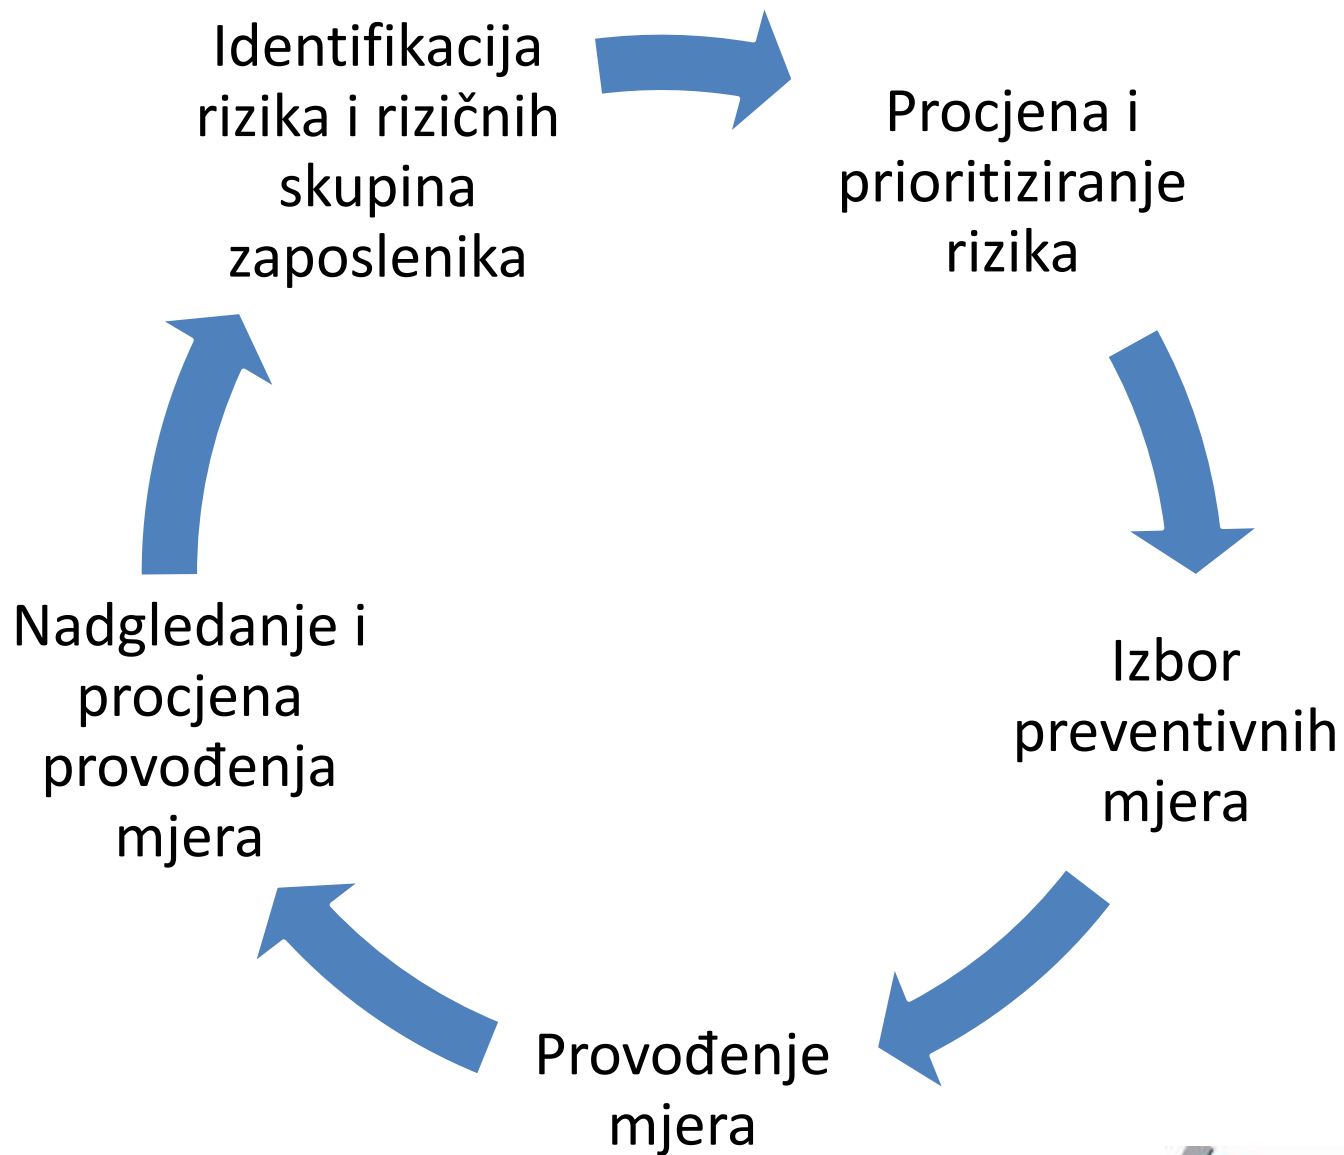 Identifikacija
rizika i rizičnih
skupina
zaposlenika
Procjena i
prioritiziranje
rizika
Izbor
preventivnih
mjera
Provođenje
mjera
Nadgledanje i
procjena
provođenja
mjera